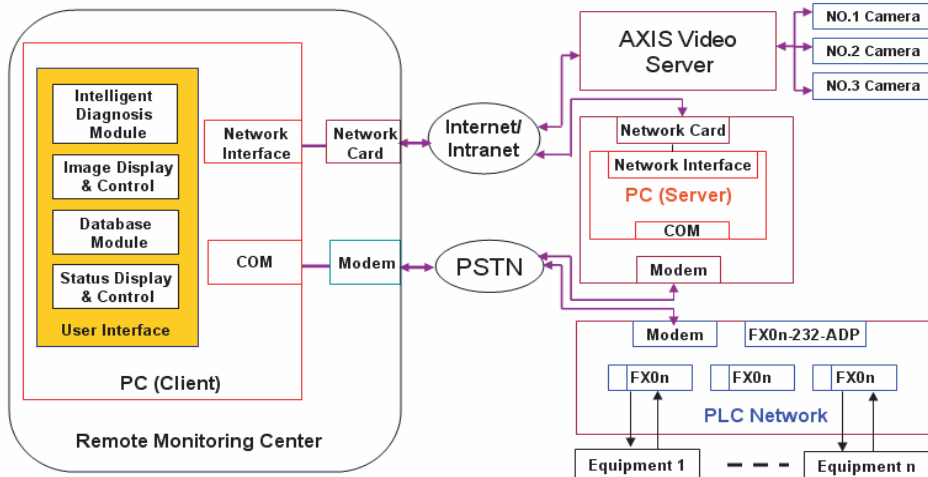 Intelligent
Diagnosis
Module
Image Display
& Control
Database
Module
Status Display
& Control
User Interface
PC (Client)
Remote Monitoring Center
Network
Interface
Network
Card
COM
Modem
Internet/
Intranet
PSTN
AXIS Video
Server
NO.1 Camera
NO.2 Camera
NO.3 Camera
Network Card
Network Interface
PC (Server)
COM
Modem
Modem
FX0n-232-ADP
FX0n
FX0n
FX0n
PLC Network
Equipment 1
Equipment n